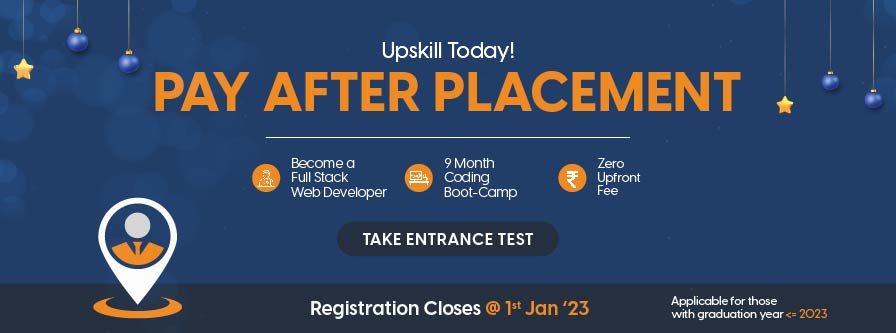 Upskill Today!
PAY AFTER PLACEMENT
Become a
Full Stack
Web Developer
9 Month
Coding
Boot-Camp
₹
Zero
Upfront
Fee
TAKE ENTRANCE TEST
Registration Closes @ 1st Jan ‘23
Applicable for those
with graduation year <= 2023